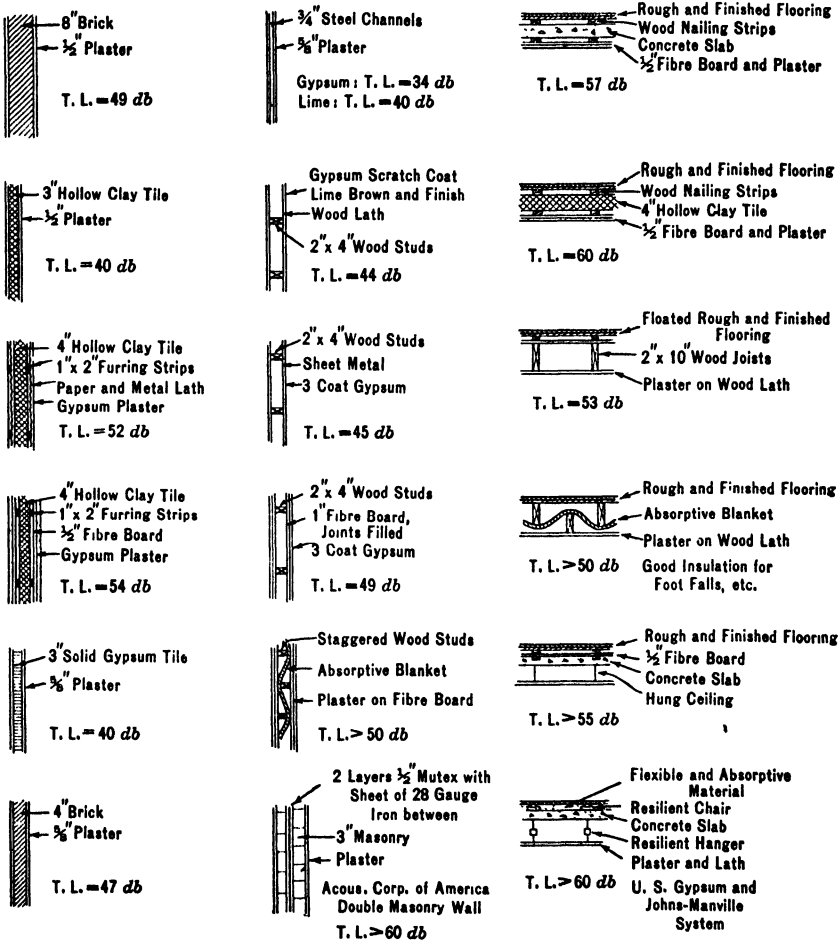 8" Brick
½" Plaster
T. L. = 49 db
3" Hollow Clay Tile
½" Plaster
T. L. = 40 db
4" Hollow Clay Tile
1" x 2" Furring Strips
Paper and Metal Lath
Gypsum Plaster
T. L. = 52 db
4" Hollow Clay Tile
1" x 2" Furring Strips
½" Fibre Board
Gypsum Plaster
T. L. = 54 db
3" Solid Gypsum Tile
⅝" Plaster
T. L. = 40 db
4" Brick
⅝" Plaster
T. L. = 47 db
¾" Steel Channels
⅝" Plaster
Gypsum: T. L. = 34 db
Lime: T. L. = 40 db
Gypsum Scratch Coat
Lime Brown and Finish
Wood Lath
2" x 4" Wood Studs
T. L. = 44 db
2" x 4" Wood Studs
Sheet Metal
3 Coat Gypsum
T. L. = 45 db
2" x 4" Wood Studs
1" Fibre Board,
Joints Filled
3 Coat Gypsum
T. L. = 49 db
Staggered Wood Studs
Absorptive Blanket
Plaster on Fibre Board
T. L. > 50 db
2 Layers ½" Mutex with
Sheet of 28 Gauge
Iron between
3" Masonry
Plaster
Acous. Corp. of America
Double Masonry Wall
T. L. > 60 db
Rough and Finished Flooring
Wood Nailing Strips
Concrete Slab
½" Fibre Board and Plaster
T. L. = 57 db
Rough and Finished Flooring
Wood Nailing Strips
4" Hollow Clay Tile
½" Fibre Board and Plaster
T. L. = 60 db
Floated Rough and Finished
Flooring
2" x 10" Wood Joists
Plaster on Wood Lath
T. L. = 53 db
Rough and Finished Flooring
Absorptive Blanket
Plaster on Wood Lath
T. L. > 50 db
Good Insulation for
Foot Falls, etc.
Rough and Finished Flooring
½" Fibre Board
Concrete Slab
Hung Ceiling
T. L. > 55 db
Flexible and Absorptive
Material
Resilient Chair
Concrete Slab
Resilient Hanger
Plaster and Lath
T. L. > 60 db
U. S. Gypsum and
Johns-Manville
System